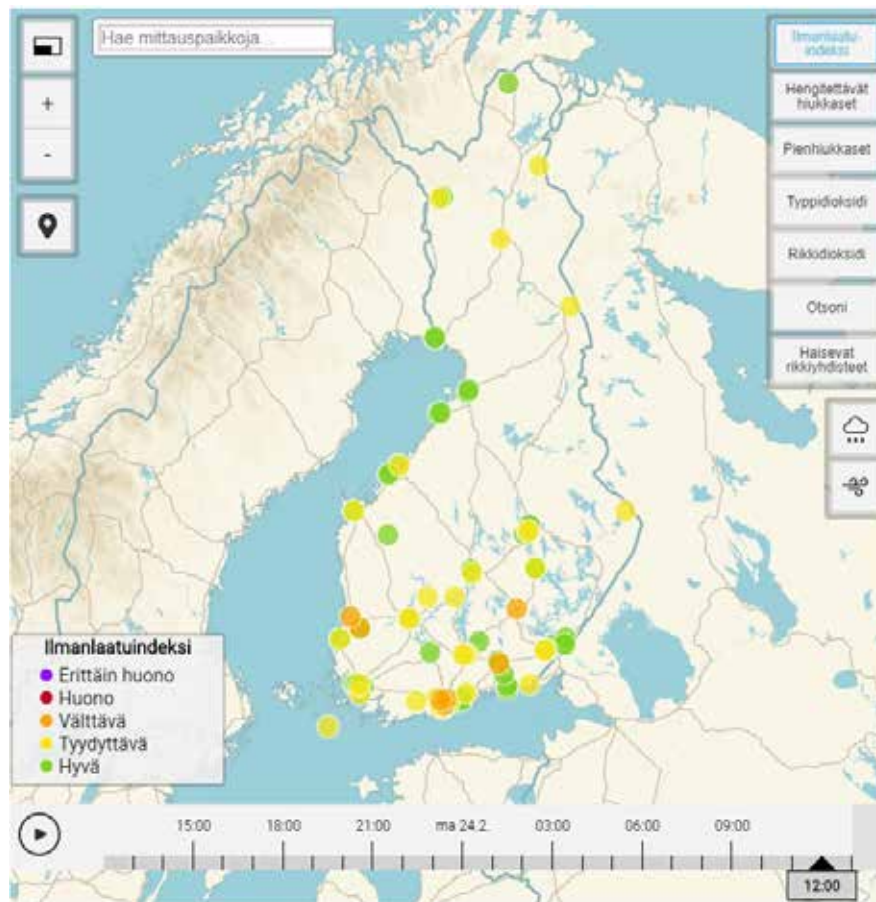 Hae mittauspaikkoja...
Ilmanlaatu-
indeksi
Hengitettävät
hiukkaset
Pienhiukkaset
Typpidioksidi
Rikkidioksidi
Otsoni
Haisevat
rikkiyhdisteet
+
-
Ilmanlaatuindeksi
Erittäin huono
Huono
Välttävä
Tyydyttävä
Hyvä
15:00 18:00 21:00 ma 24.2. 03:00 06:00 09:00
12:00